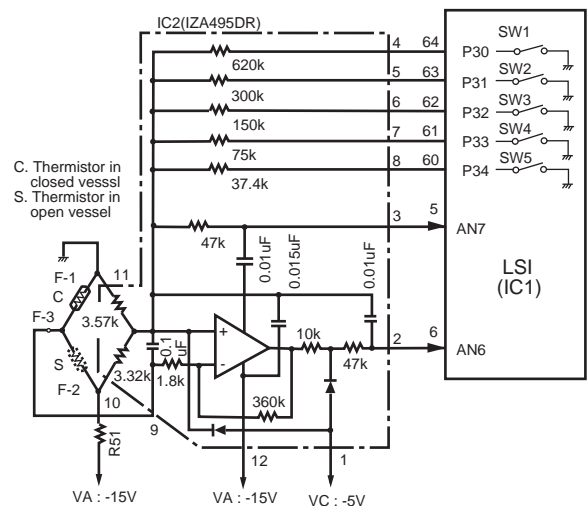 IC2(IZA495DR)
4 64
620k
P30 SW1
5 63
300k
P31 SW2
6 62
150k
P32 SW3
7 61
75k
P33 SW4
8 60
37.4k
P34 SW5
C. Thermistor in
closed vesssl
S. Thermistor in
open vessel
47k
3 5
AN7
0.01uF
0.015uF
0.01uF
LSI
(IC1)
F-1
C
11
F-3
3.57k
S
F-2
3.32k
10
R51
9
0.1
uF
1.8k
+
-
10k
47k
360k
2 6
AN6
12
1
VA : -15V
VA : -15V
VC: -5V